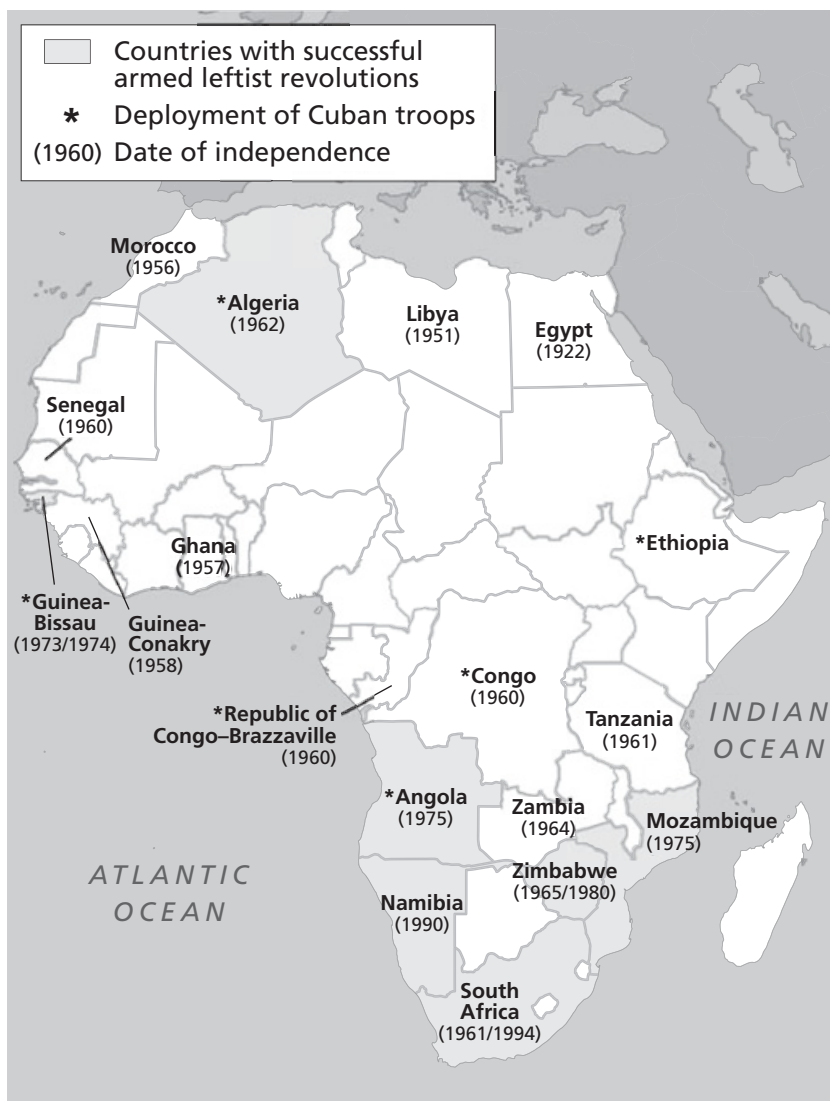 Countries with successful
armed leftist revolutions
* Deployment of Cuban troops
(1960) Date of independence
Morocco
(1956)
*Algeria
(1962)
Libya
(1951)
Egypt
(1922)
Senegal
(1960)
Ghana
(1957)
*Ethiopia
*Guinea-
Bissau
(1973/1974)
Guinea-
Conakry
(1958)
*Congo
(1960)
*Republic of
Congo–Brazzaville
(1960)
Tanzania
(1961)
INDIAN
OCEAN
*Angola
(1975)
Zambia
(1964)
Mozambique
(1975)
Zimbabwe
(1965/1980)
ATLANTIC
OCEAN
Namibia
(1990)
South
Africa
(1961/1994)